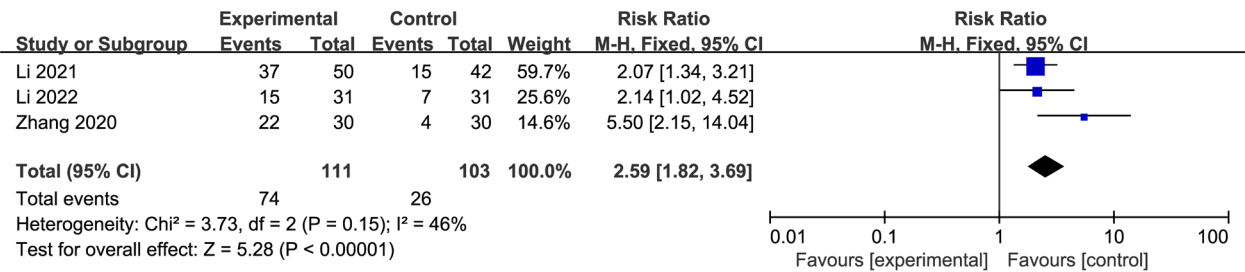 Experimental Control Risk Ratio Risk Ratio
Study or Subgroup Events Total Events Total Weight M-H, Fixed, 95% CI M-H, Fixed, 95% CI
Li 2021 37 50 15 42 59.7% 2.07 [1.34, 3.21]
Li 2022 15 31 7 31 25.6% 2.14 [1.02, 4.52]
Zhang 2020 22 30 4 30 14.6% 5.50 [2.15, 14.04]
Total (95% CI) 111 103 100.0% 2.59 [1.82, 3.69]
Total events 74 26
Heterogeneity: Chi² = 3.73, df = 2 (P = 0.15); I² = 46%
Test for overall effect: Z = 5.28 (P < 0.00001)
0.01 0.1 1 10 100
Favours [experimental] Favours [control]